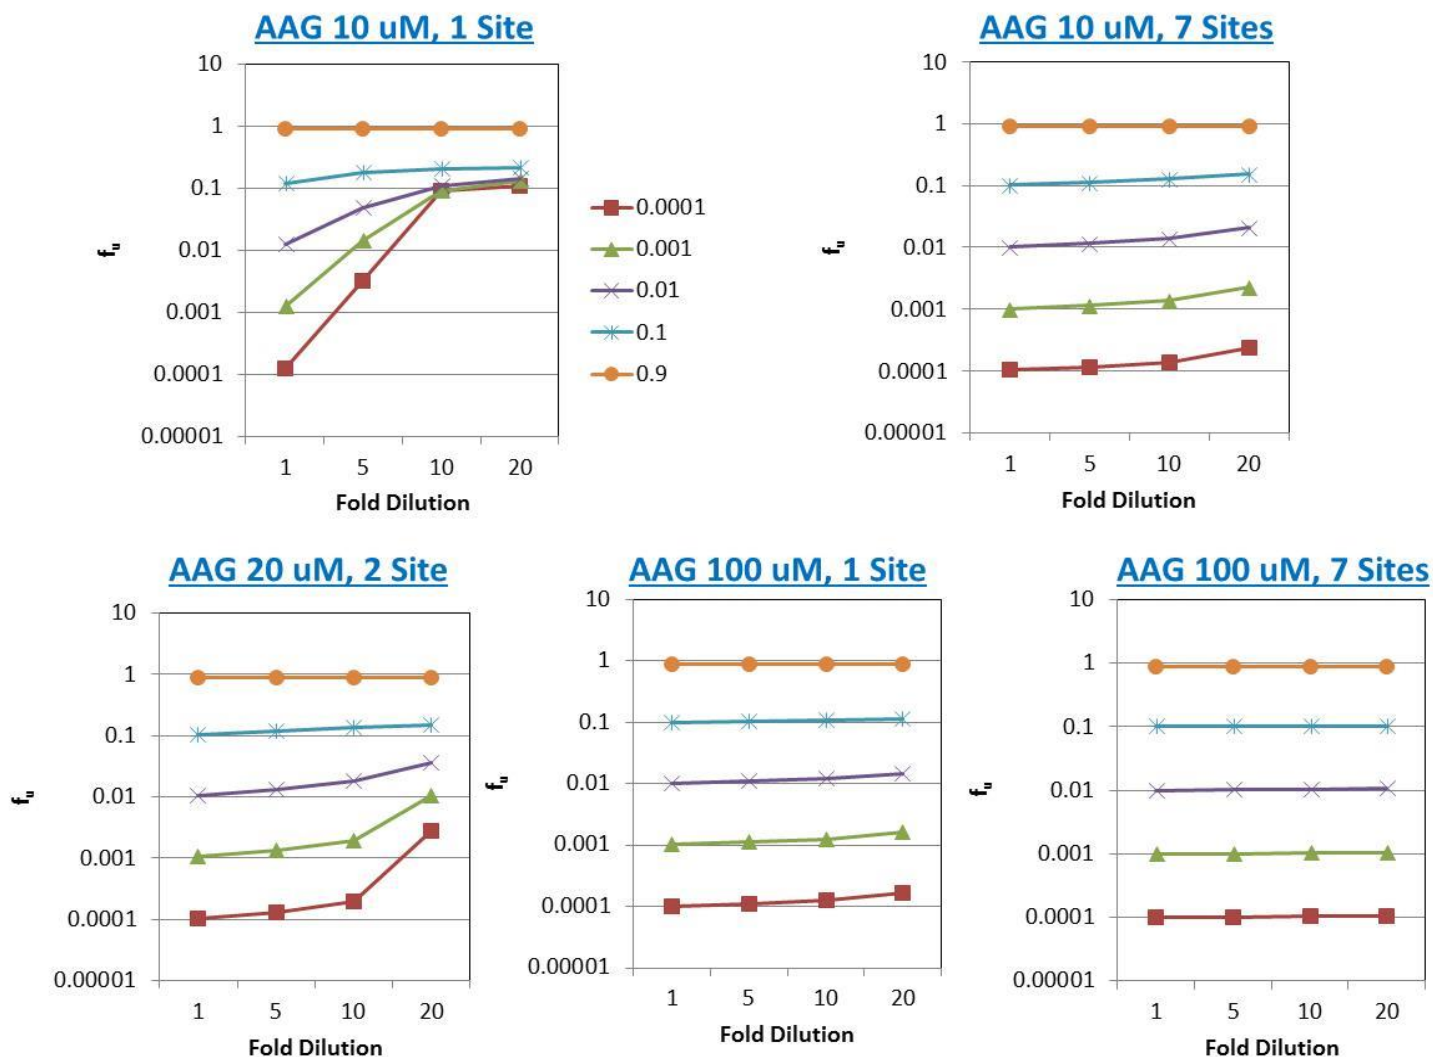 AAG 10 uM, 1 Site
10
1
0.1
0.01
0.001
0.0001
0.00001
fu
1 5 10 20
Fold Dilution
0.0001
0.001
0.01
0.1
0.9
AAG 10 uM, 7 Sites
10
1
0.1
0.01
0.001
0.0001
0.00001
fu
1 5 10 20
Fold Dilution
AAG 20 uM, 2 Site
10
1
0.1
0.01
0.001
0.0001
0.00001
fu
1 5 10 20
Fold Dilution
AAG 100 uM, 1 Site
10
1
0.1
0.01
0.001
0.0001
0.00001
fu
1 5 10 20
Fold Dilution
AAG 100 uM, 7 Sites
10
1
0.1
0.01
0.001
0.0001
0.00001
fu
1 5 10 20
Fold Dilution